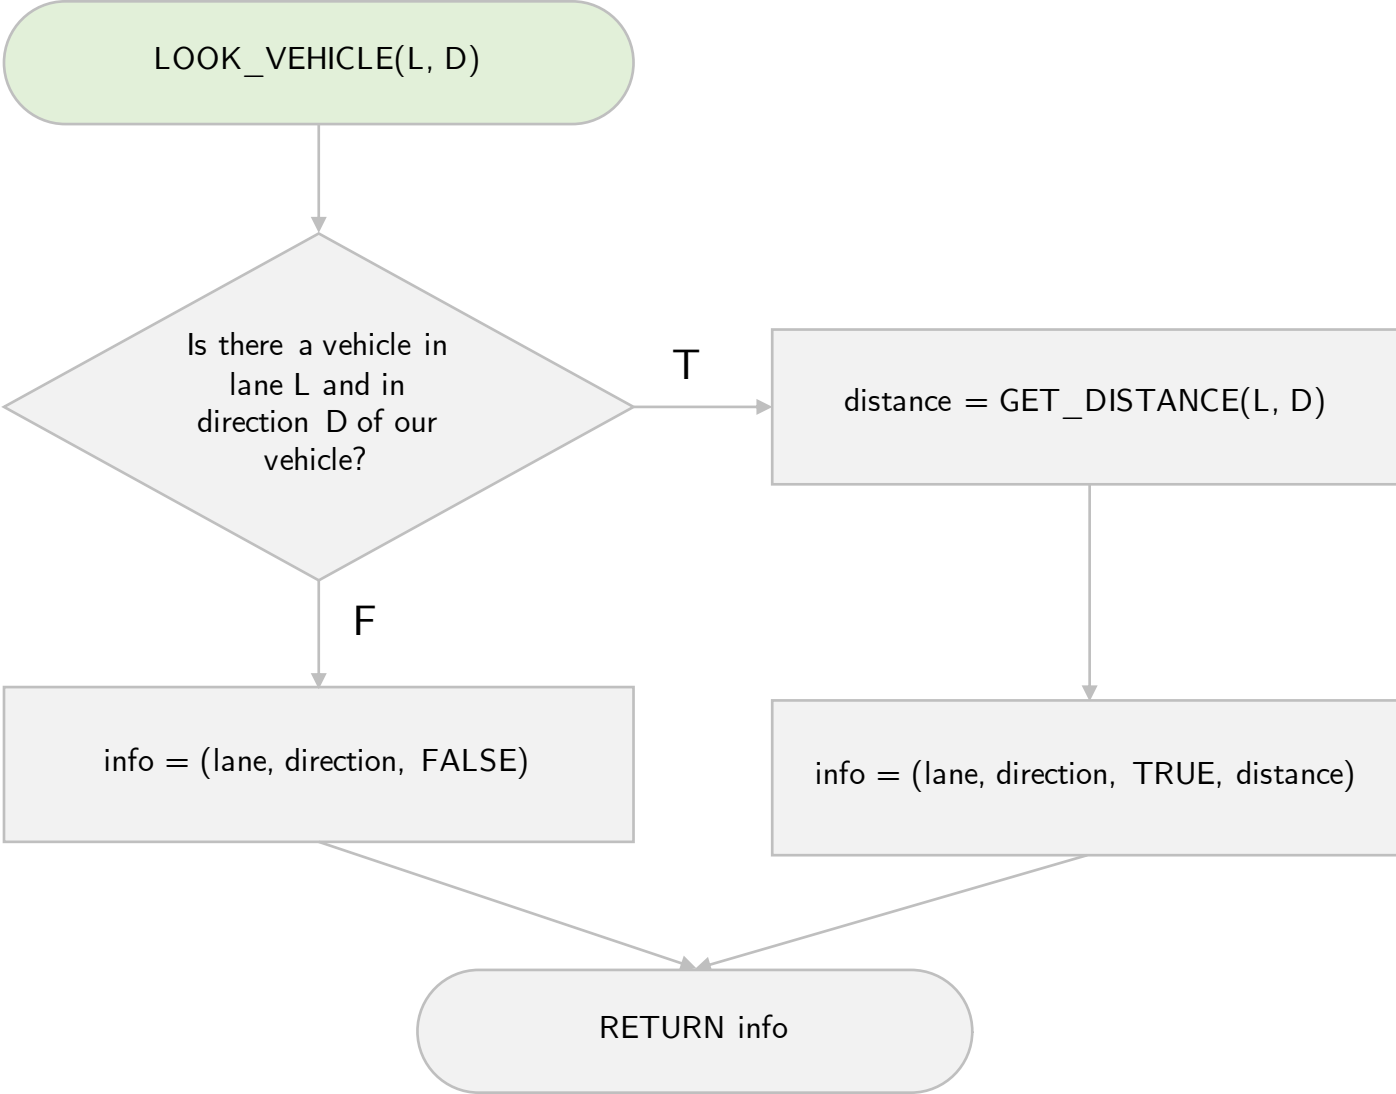 LOOK_VEHICLE(L, D)
Is there a vehicle in
lane L and in
direction D of our
vehicle?
T
distance = GET_DISTANCE(L, D)
F
info = (lane, direction, FALSE)
info = (lane, direction, TRUE, distance)
RETURN info